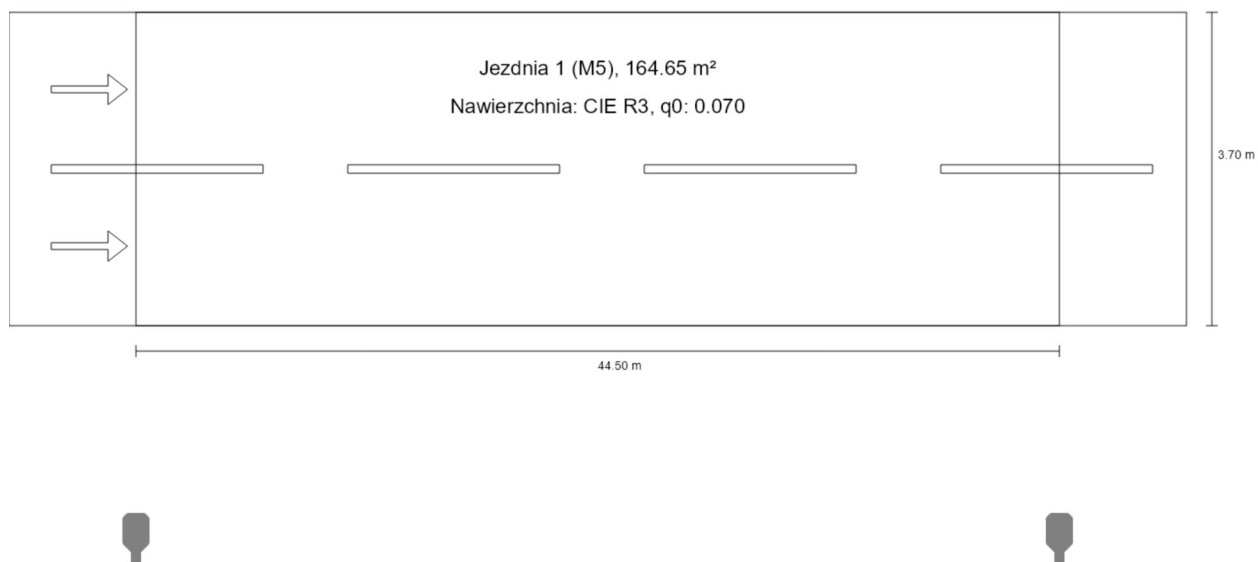 Jezdnia 1 (M5), 164.65 m²
Nawierzchnia: CIE R3, q0: 0.070
3.70 m
44.50 m